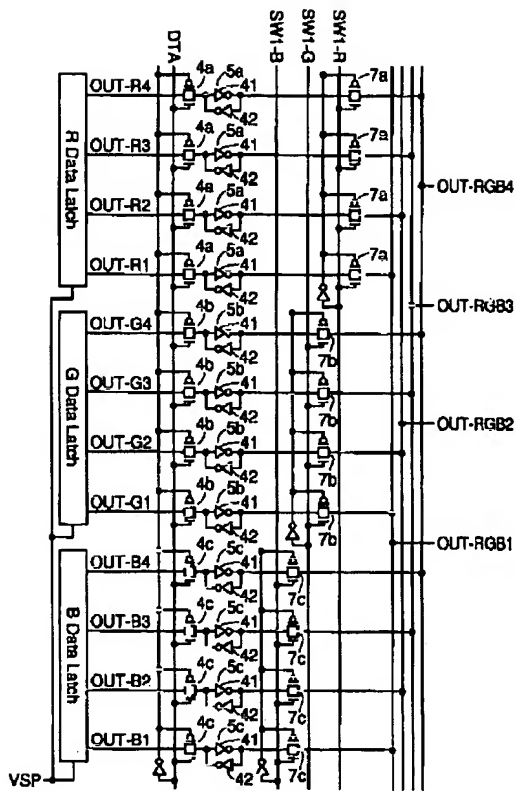 DTA
SW1-B
SW1-G
SW1-R
R Data Latch
OUT-R4
4a
5a
41
42
7a
OUT-R3
4a
5a
41
42
7a
OUT-R2
4a
5a
41
42
7a
OUT-R1
4a
5a
41
42
7a
G Data Latch
OUT-G4
4b
5b
41
42
7b
OUT-G3
4b
5b
41
42
7b
OUT-G2
4b
5b
41
42
7b
OUT-G1
4b
5b
41
42
7b
B Data Latch
OUT-B4
4c
5c
41
42
7c
OUT-B3
4c
5c
41
42
7c
OUT-B2
4c
5c
41
42
7c
OUT-B1
4c
5c
41
42
7c
VSP
OUT-RGB4
OUT-RGB3
OUT-RGB2
OUT-RGB1